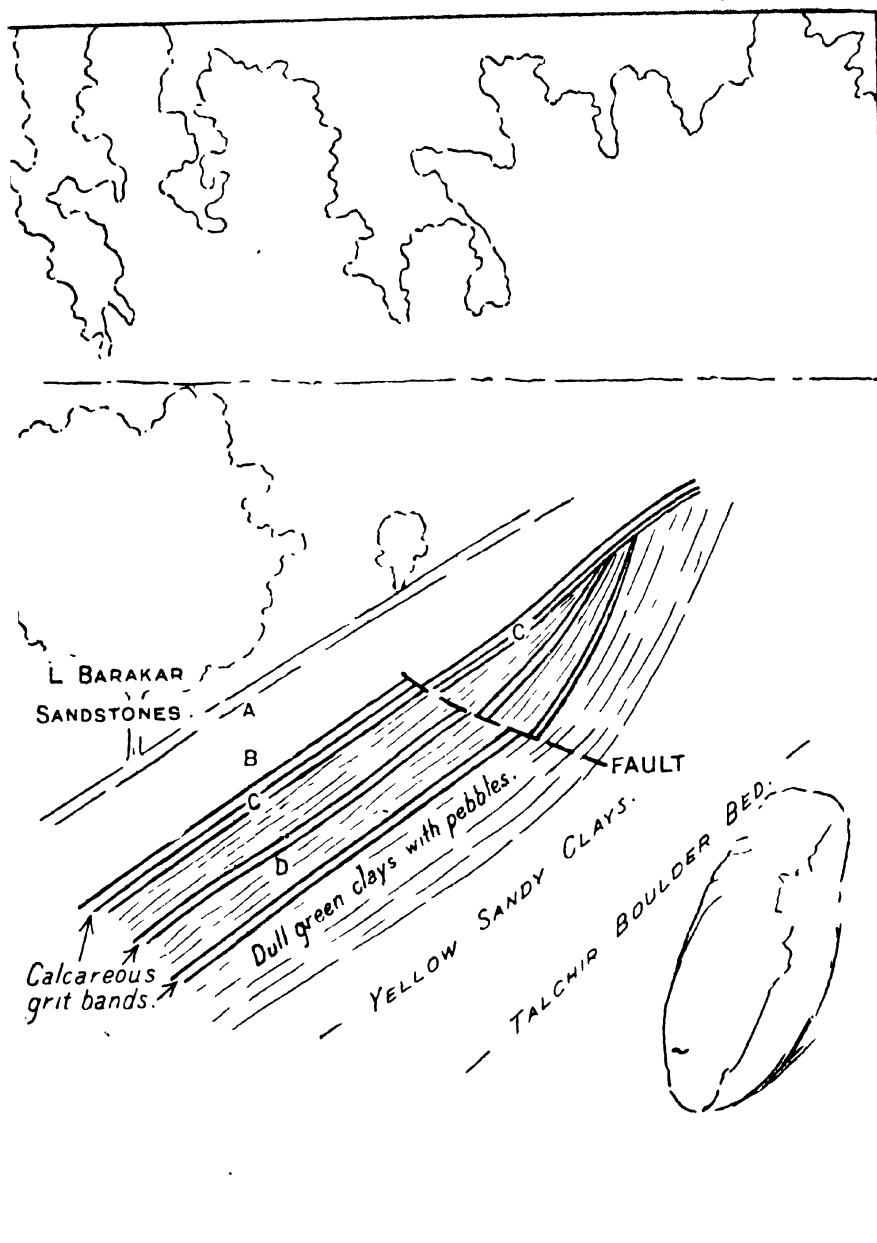 L BARAKAR
SANDSTONES.
A
B
C
C
D
FAULT
Dull green clays with pebbles.
YELLOW SANDY CLAYS.
TALCHIR BOULDER BED.
Calcareous
grit bands.